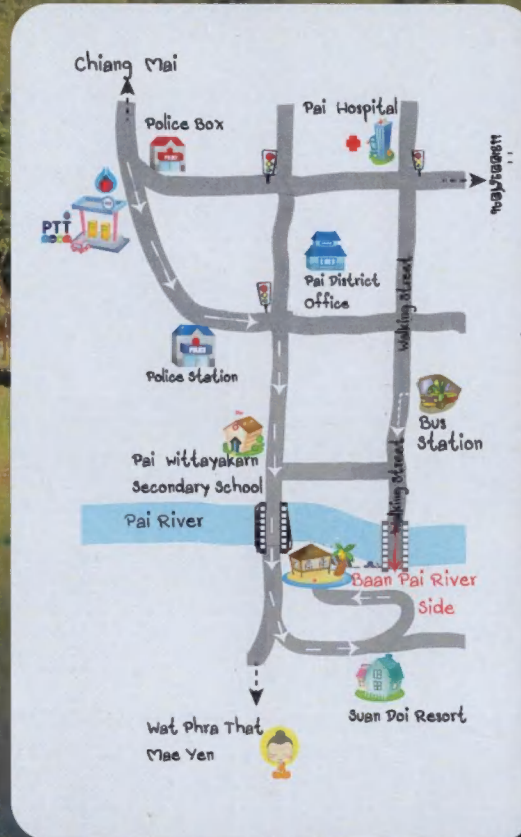 Chiang Mai
Police Box
Pai Hospital
PTT
Pai District
Office
Walking Street
Police Station
Bus
Station
Pai Wittayakarn
Secondary School
Walking Street
Pai River
Baan Pai River
Side
Suan Doi Resort
Wat Phra That
Mae Yen